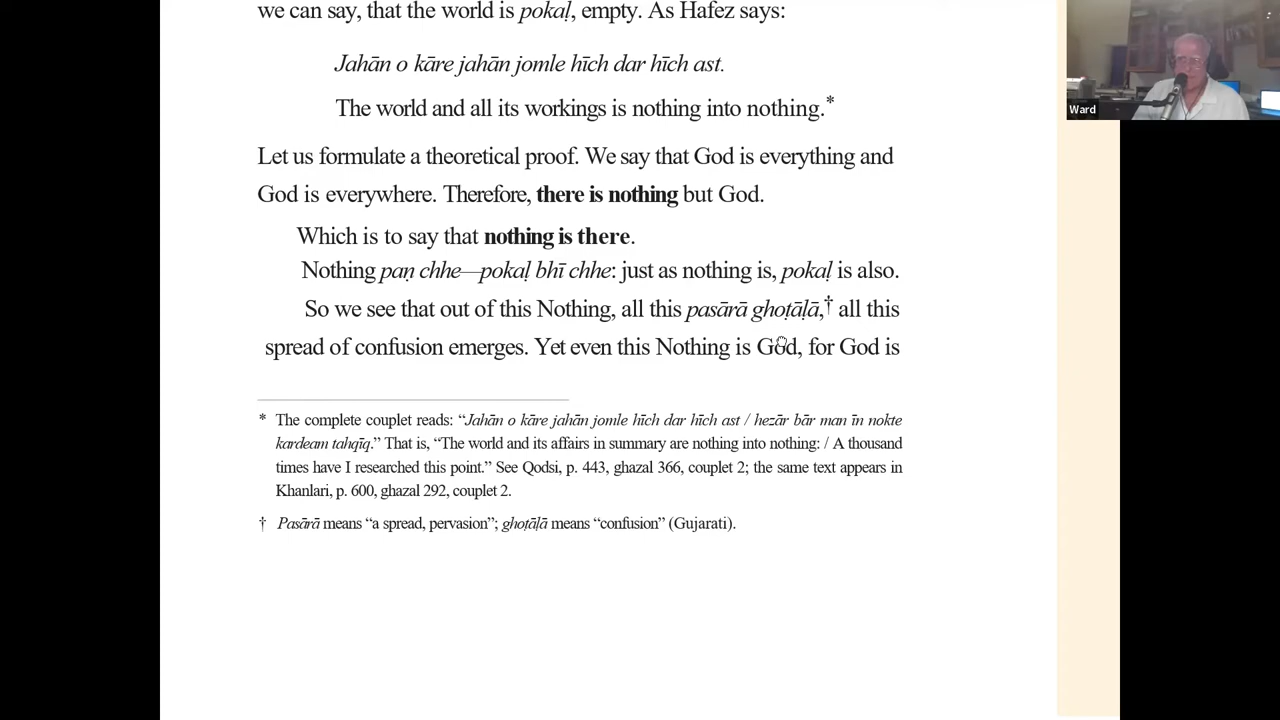 we can say, that the world is pokaḷ, empty. As Hafez says:
Jahān o kāre jahān jomle hīch dar hīch ast.
The world and all its workings is nothing into nothing.*
Let us formulate a theoretical proof. We say that God is everything and
God is everywhere. Therefore, there is nothing but God.
Which is to say that nothing is there.
Nothing paṇ chhe—pokaḷ bhī chhe: just as nothing is, pokaḷ is also.
So we see that out of this Nothing, all this pasārā ghoṭāḷā,† all this
spread of confusion emerges. Yet even this Nothing is God, for God is
* The complete couplet reads: “Jahān o kāre jahān jomle hīch dar hīch ast / hezār bār man īn nokte
kardeam tahqīq.” That is, “The world and its affairs in summary are nothing into nothing: / A thousand
times have I researched this point.” See Qodsi, p. 443, ghazal 366, couplet 2; the same text appears in
Khanlari, p. 600, ghazal 292, couplet 2.
† Pasārā means “a spread, pervasion”; ghoṭāḷā means “confusion” (Gujarati).
Ward